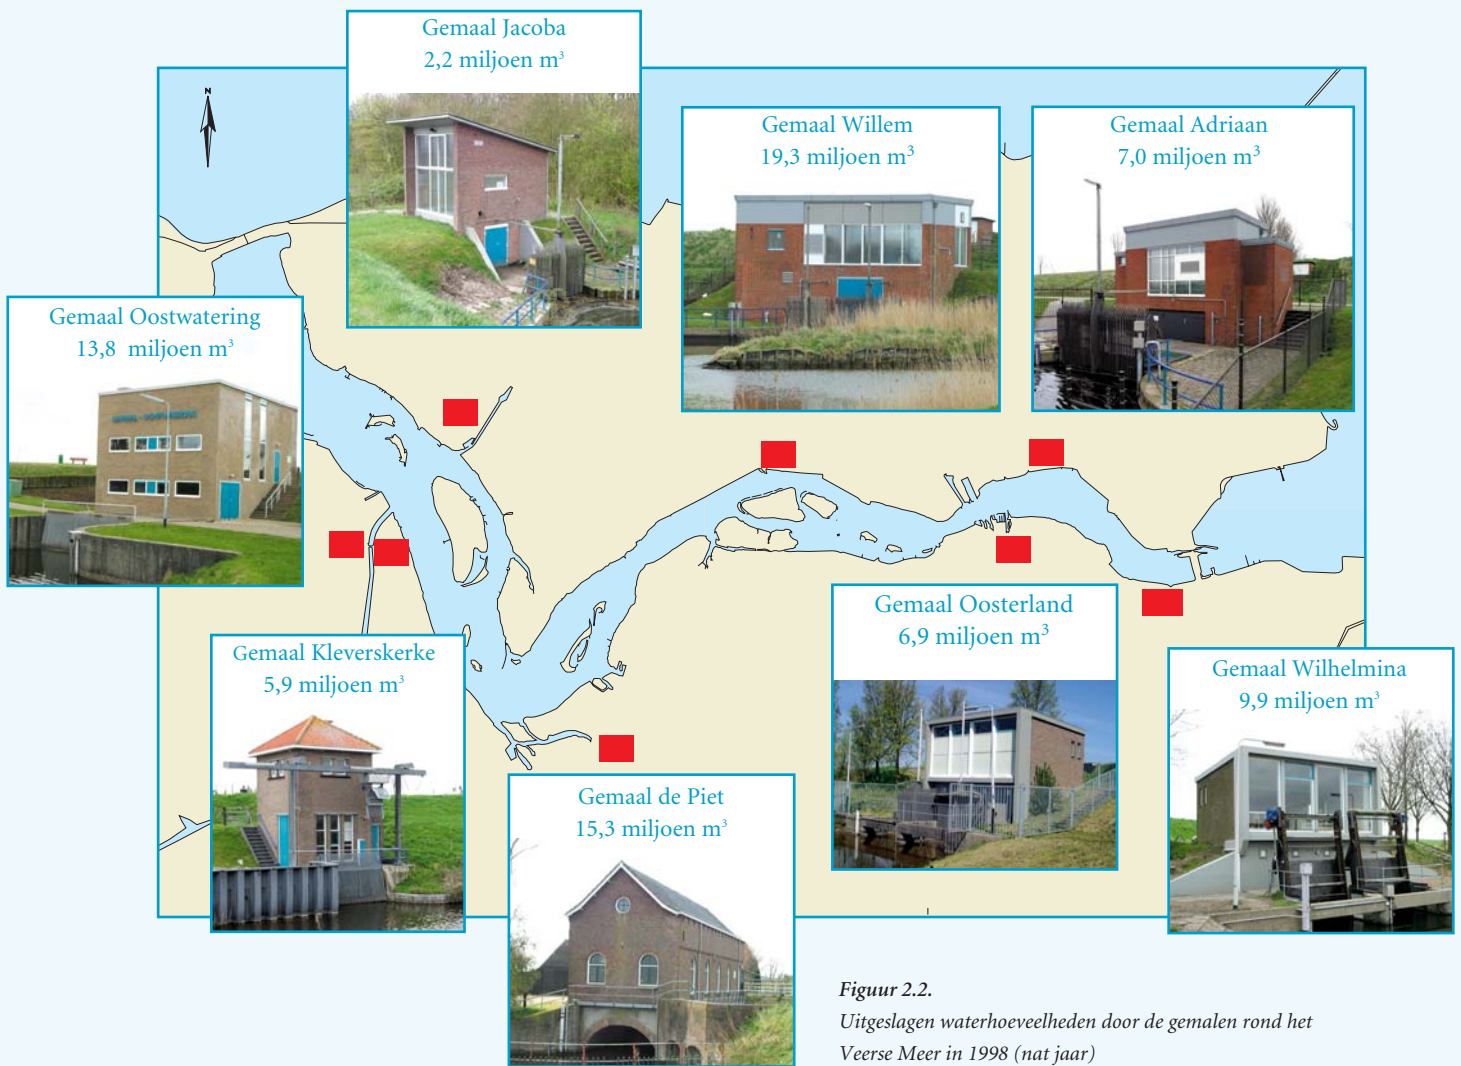 Gemaal Jacoba
2,2 miljoen m³
N
Gemaal Willem
19,3 miljoen m³
Gemaal Adriaan
7,0 miljoen m³
Gemaal Oostwatering
13,8 miljoen m³
Gemaal Oosterland
6,9 miljoen m³
Gemaal Kleverskerke
5,9 miljoen m³
Gemaal Wilhelmina
9,9 miljoen m³
Gemaal de Piet
15,3 miljoen m³
Figuur 2.2.
Uitgeslagen waterhoeveelheden door de gemalen rond het
Veerse Meer in 1998 (nat jaar)